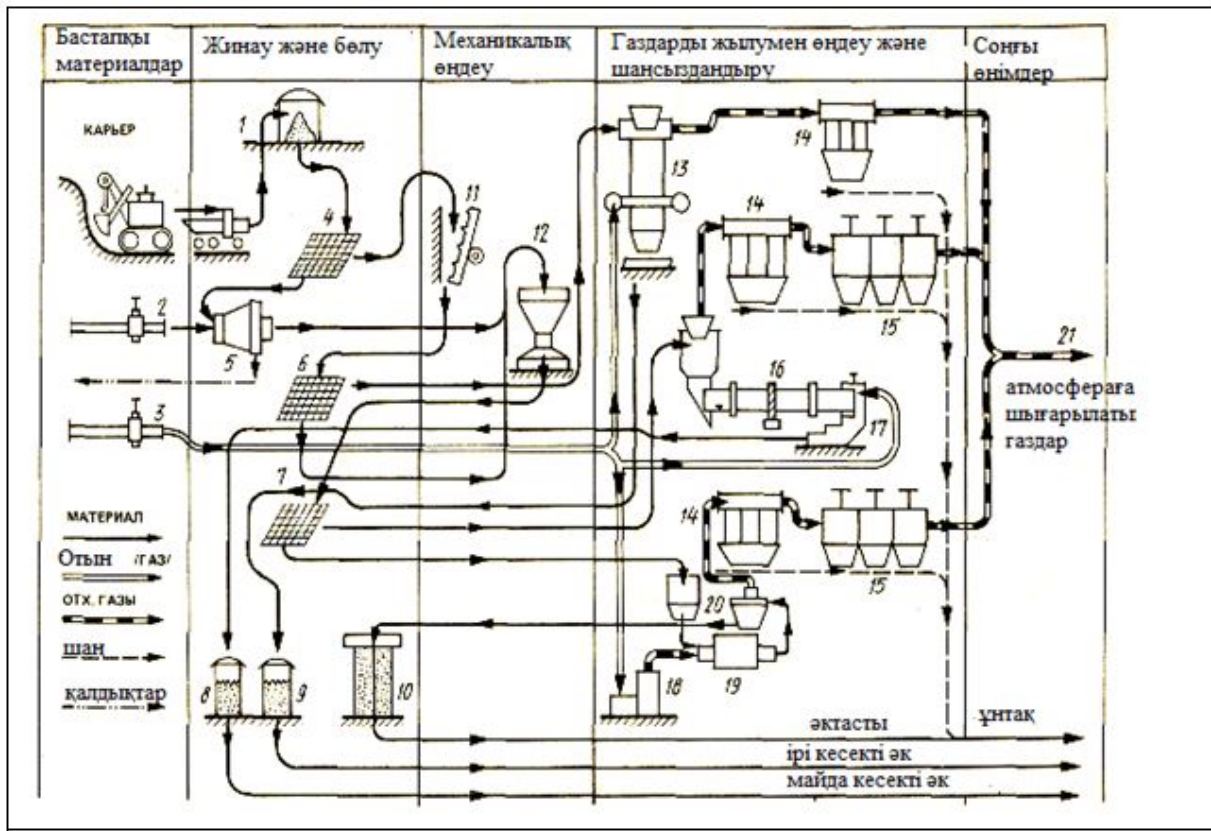 Бастапқы
материалдар
Жинау және бөлу
Механикалық
өңдеу
Газдарды жылумен өңдеу және
шансыздандыру
Соңғы
өнімдер
КАРЬЕР
1
2
3
4
5
6
7
8
9
10
11
12
13
14
14
15
16
17
14
15
18
19
20
21
атмосфераға
шығарылаты
газдар
МАТЕРИАЛ
Отын /ГАЗ/
ОТХ. ГАЗЫ
шаң
қалдықтар
әктасты ұнтақ
ірі кесекті әк
майда кесекті әк